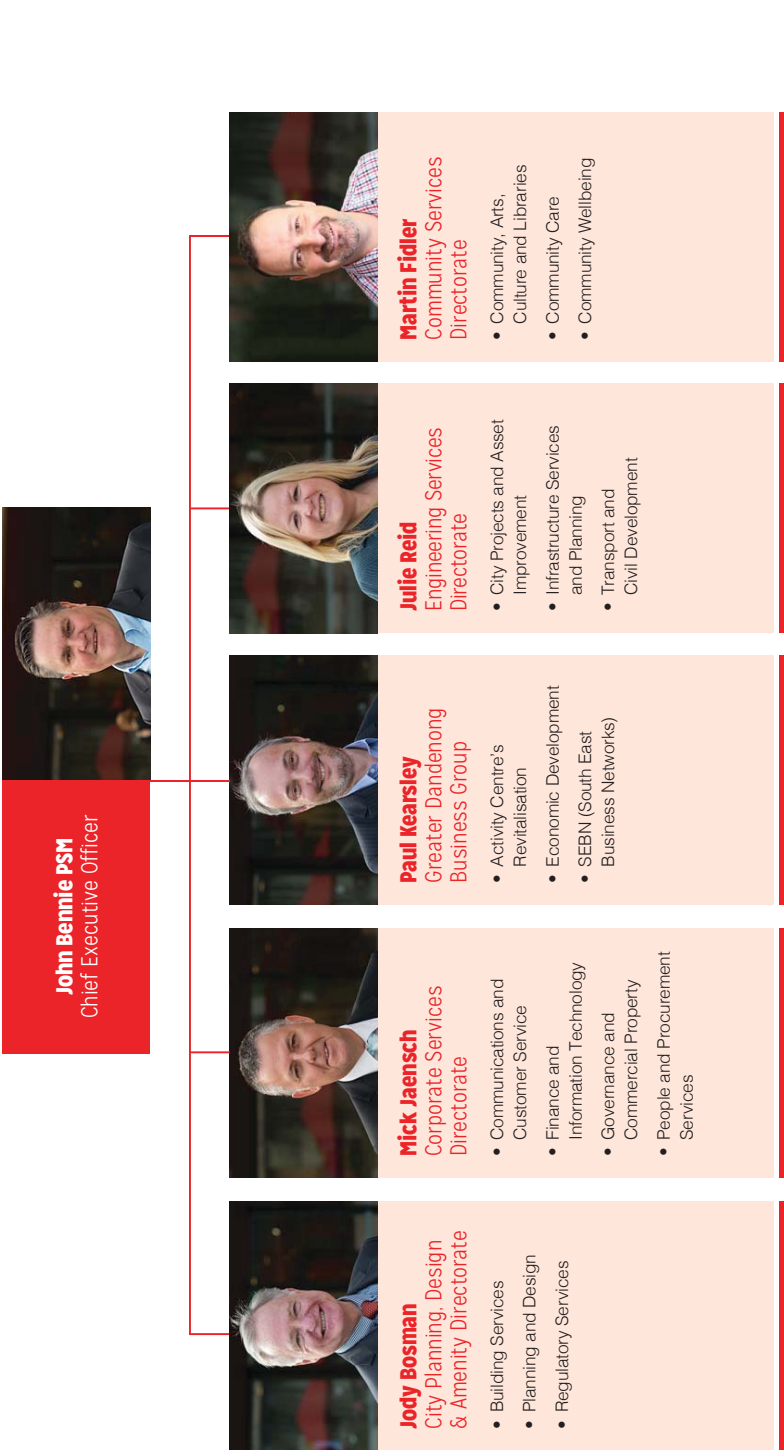 John Bennie PSM
Chief Executive Officer
Jody Bosman
City Planning, Design
& Amenity Directorate
• Building Services
• Planning and Design
• Regulatory Services
Mick Jaensch
Corporate Services
Directorate
• Communications and
Customer Service
• Finance and
Information Technology
• Governance and
Commercial Property
• People and Procurement
Services
Paul Kearsley
Greater Dandenong
Business Group
• Activity Centre's
Revitalisation
• Economic Development
• SEBN (South East
Business Networks)
Julie Reid
Engineering Services
Directorate
• City Projects and Asset
Improvement
• Infrastructure Services
and Planning
• Transport and
Civil Development
Martin Fidler
Community Services
Directorate
• Community, Arts,
Culture and Libraries
• Community Care
• Community Wellbeing